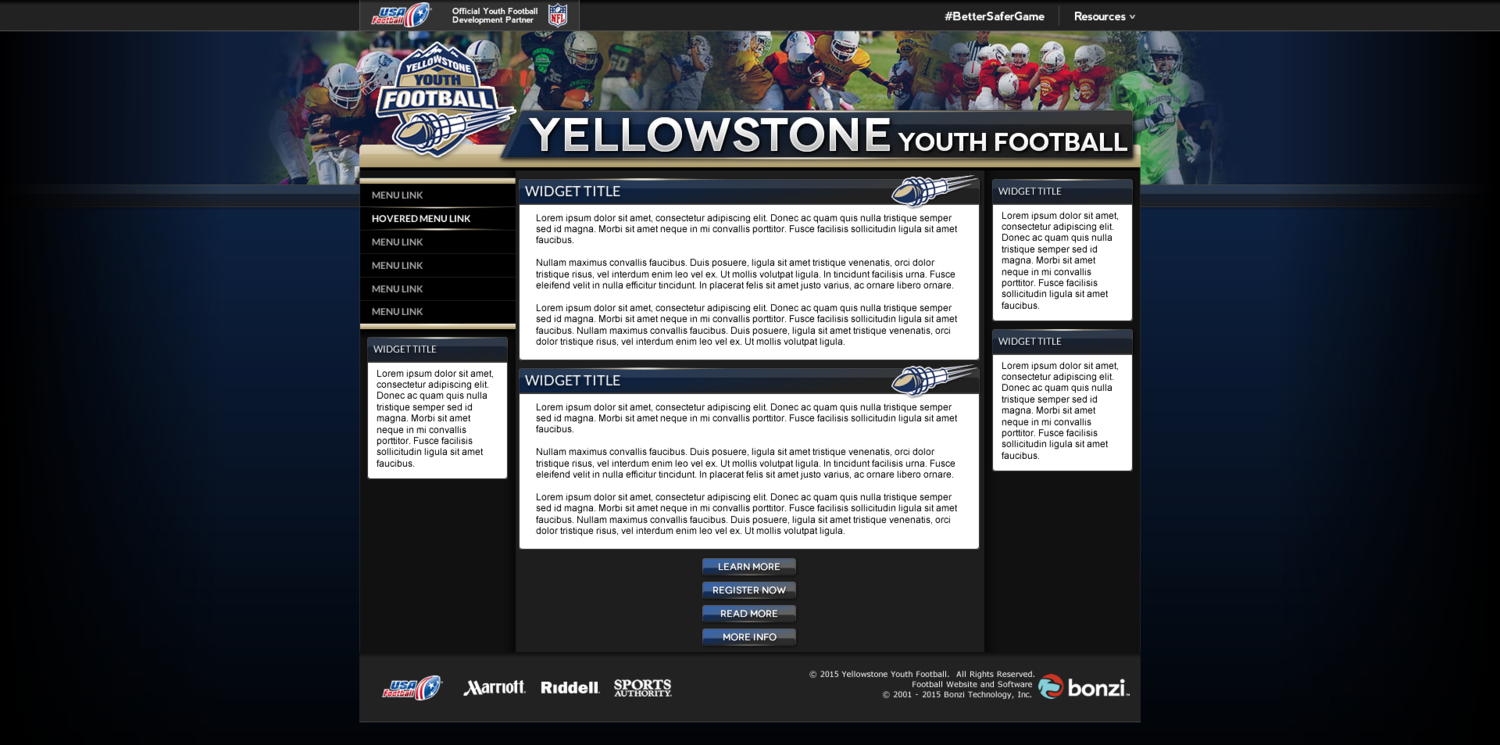 USA
Football
Official Youth Football
Development Partner
NFL
#BetterSaferGame
Resources
YELLOWSTONE
YOUTH
FOOTBALL
YELLOWSTONE YOUTH FOOTBALL
MENU LINK
HOVERED MENU LINK
MENU LINK
MENU LINK
MENU LINK
MENU LINK
WIDGET TITLE
Lorem ipsum dolor sit amet,
consectetur adipiscing elit.
Donec ac quam quis nulla
tristique semper sed id
magna. Morbi sit amet
neque in mi convallis
porttitor. Fusce facilisis
sollicitudin ligula sit amet
faucibus.
WIDGET TITLE
Lorem ipsum dolor sit amet, consectetur adipiscing elit. Donec ac quam quis nulla tristique semper
sed id magna. Morbi sit amet neque in mi convallis porttitor. Fusce facilisis sollicitudin ligula sit amet
faucibus.
Nullam maximus convallis faucibus. Duis posuere, ligula sit amet tristique venenatis, orci dolor
tristique risus, vel interdum enim leo vel ex. Ut mollis volutpat ligula. In tincidunt facilisis urna. Fusce
eleifend velit in nulla efficitur tincidunt. In placerat felis sit amet justo varius, ac ornare libero ornare.
Lorem ipsum dolor sit amet, consectetur adipiscing elit. Donec ac quam quis nulla tristique semper
sed id magna. Morbi sit amet neque in mi convallis porttitor. Fusce facilisis sollicitudin ligula sit amet
faucibus. Nullam maximus convallis faucibus. Duis posuere, ligula sit amet tristique venenatis, orci
dolor tristique risus, vel interdum enim leo vel ex. Ut mollis volutpat ligula.
WIDGET TITLE
Lorem ipsum dolor sit amet, consectetur adipiscing elit. Donec ac quam quis nulla tristique semper
sed id magna. Morbi sit amet neque in mi convallis porttitor. Fusce facilisis sollicitudin ligula sit amet
faucibus.
Nullam maximus convallis faucibus. Duis posuere, ligula sit amet tristique venenatis, orci dolor
tristique risus, vel interdum enim leo vel ex. Ut mollis volutpat ligula. In tincidunt facilisis urna. Fusce
eleifend velit in nulla efficitur tincidunt. In placerat felis sit amet justo varius, ac ornare libero ornare.
Lorem ipsum dolor sit amet, consectetur adipiscing elit. Donec ac quam quis nulla tristique semper
sed id magna. Morbi sit amet neque in mi convallis porttitor. Fusce facilisis sollicitudin ligula sit amet
faucibus. Nullam maximus convallis faucibus. Duis posuere, ligula sit amet tristique venenatis, orci
dolor tristique risus, vel interdum enim leo vel ex. Ut mollis volutpat ligula.
LEARN MORE
REGISTER NOW
READ MORE
MORE INFO
WIDGET TITLE
Lorem ipsum dolor sit amet,
consectetur adipiscing elit.
Donec ac quam quis nulla
tristique semper sed id
magna. Morbi sit amet
neque in mi convallis
porttitor. Fusce facilisis
sollicitudin ligula sit amet
faucibus.
WIDGET TITLE
Lorem ipsum dolor sit amet,
consectetur adipiscing elit.
Donec ac quam quis nulla
tristique semper sed id
magna. Morbi sit amet
neque in mi convallis
porttitor. Fusce facilisis
sollicitudin ligula sit amet
faucibus.
USA
Football
Marriott
Riddell
SPORTS
AUTHORITY
© 2015 Yellowstone Youth Football. All Rights Reserved.
Football Website and Software
© 2001 - 2015 Bonzi Technology, Inc.
bonzi